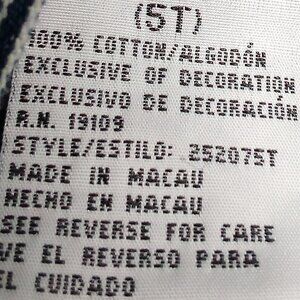 (5T)
100% COTTON/ALGODÓN
EXCLUSIVE OF DECORATION
EXCLUSIVO DE DECORACIÓN
R.N. 19109
STYLE/ESTILO: 252075T
MADE IN MACAU
HECHO EN MACAU
SEE REVERSE FOR CARE
VE EL REVERSO PARA
EL CUIDADO